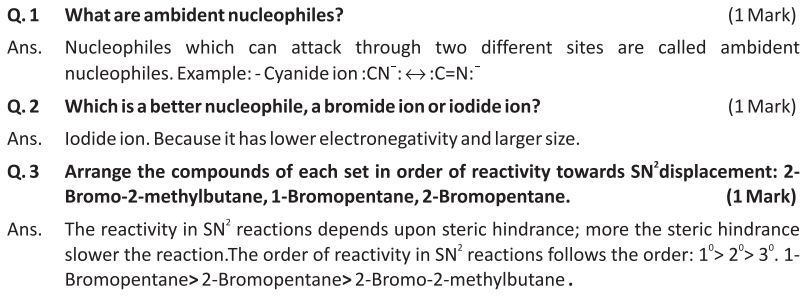 Q. 1 What are ambident nucleophiles? (1 Mark)
Ans. Nucleophiles which can attack through two different sites are called ambident
nucleophiles. Example: - Cyanide ion :CN⁻: ↔ :C=N:⁻
Q. 2 Which is a better nucleophile, a bromide ion or iodide ion? (1 Mark)
Ans. Iodide ion. Because it has lower electronegativity and larger size.
Q. 3 Arrange the compounds of each set in order of reactivity towards SN²displacement: 2-
Bromo-2-methylbutane, 1-Bromopentane, 2-Bromopentane. (1 Mark)
Ans. The reactivity in SN² reactions depends upon steric hindrance; more the steric hindrance
slower the reaction.The order of reactivity in SN² reactions follows the order: 1⁰> 2⁰> 3⁰. 1-
Bromopentane> 2-Bromopentane> 2-Bromo-2-methylbutane .